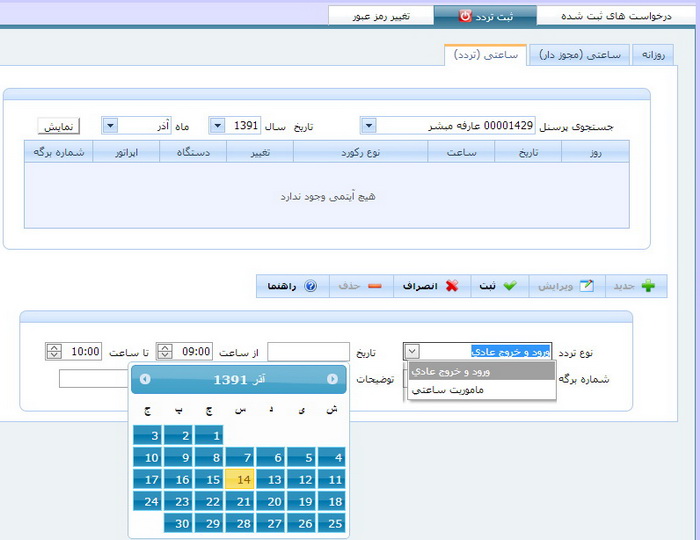 درخواست های ثبت شده ثبت تردد تغییر رمز عبور
روزانه ساعتی (مجوز دار) ساعتی (تردد)
جستجوی پرسنل 00001429 عارفه مبشر تاریخ سال 1391 ماه آذر نمایش
روز تاریخ ساعت نوع رکورد تغییر دستگاه اپراتور شماره برگه
هیچ آیتمی وجود ندارد
جدید ویرایش ثبت انصراف حذف راهنما
نوع تردد ورود و خروج عادي تاریخ از ساعت 09:00 تا ساعت 10:00
ورود و خروج عادي
ماموریت ساعتی
شماره برگه توضیحات
آذر 1391
ش ی د س چ پ ج
1 2 3
4 5 6 7 8 9 10
11 12 13 14 15 16 17
18 19 20 21 22 23 24
25 26 27 28 29 30